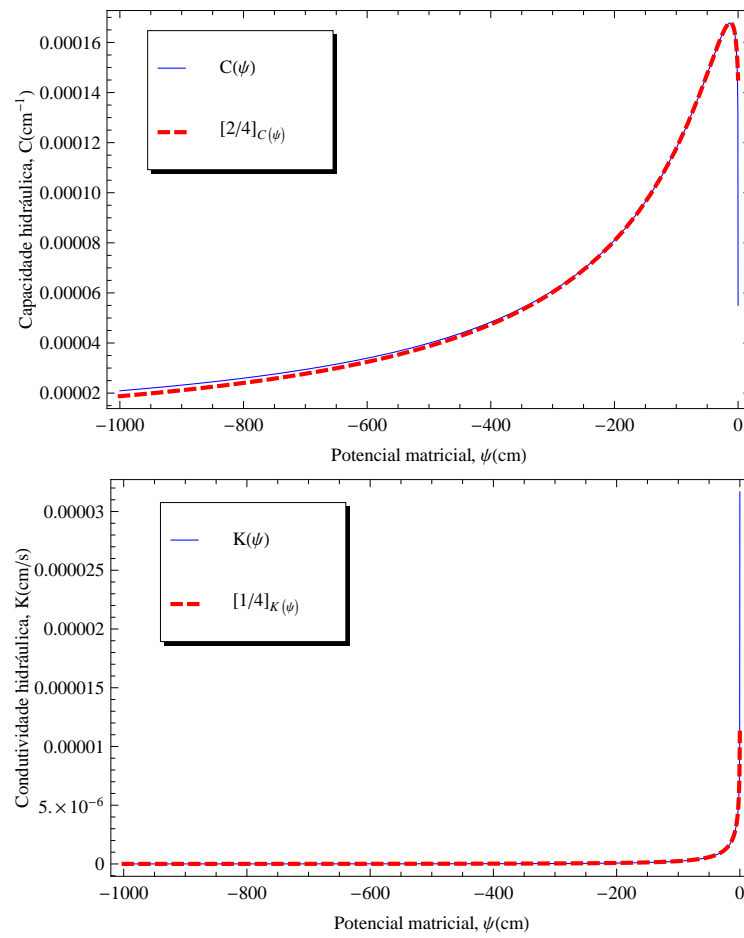 0.00016
0.00014
0.00012
0.00010
0.00008
0.00006
0.00004
0.00002
Capacidade hidráulica, C(cm⁻¹)
C(ψ)
[2/4]C(ψ)
−1000 −800 −600 −400 −200 0
Potencial matricial, ψ(cm)
0.00003
0.000025
0.00002
0.000015
0.00001
5.×10⁻⁶
0
Condutividade hidráulica, K(cm/s)
K(ψ)
[1/4]K(ψ)
−1000 −800 −600 −400 −200 0
Potencial matricial, ψ(cm)